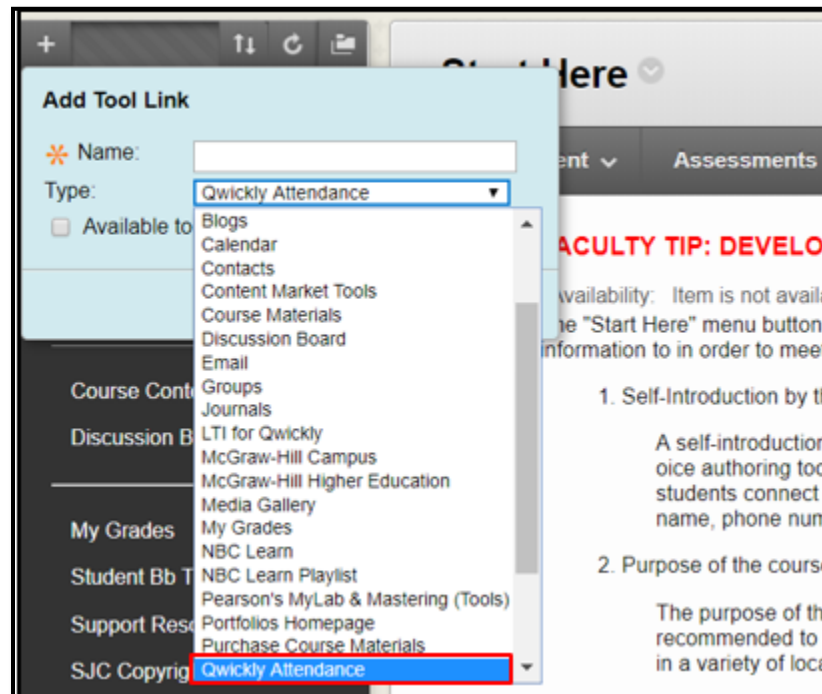 Start Here
Add Tool Link
Name:
Type:
Qwickly Attendance
Available to
Blogs
Calendar
Contacts
Content Market Tools
Course Materials
Discussion Board
Email
Groups
Journals
LTI for Qwickly
McGraw-Hill Campus
McGraw-Hill Higher Education
Media Gallery
My Grades
NBC Learn
NBC Learn Playlist
Pearson's MyLab & Mastering (Tools)
Portfolios Homepage
Purchase Course Materials
Qwickly Attendance
Course Cont
Discussion B
My Grades
Student Bb T
Support Reso
SJC Copyrig
ent
Assessments
ACULTY TIP: DEVELO
vailability: Item is not avail
he "Start Here" menu button
information to in order to mee
1. Self-Introduction by th
A self-introduction
oice authoring too
students connect
name, phone num
2. Purpose of the course
The purpose of th
recommended to
in a variety of loca